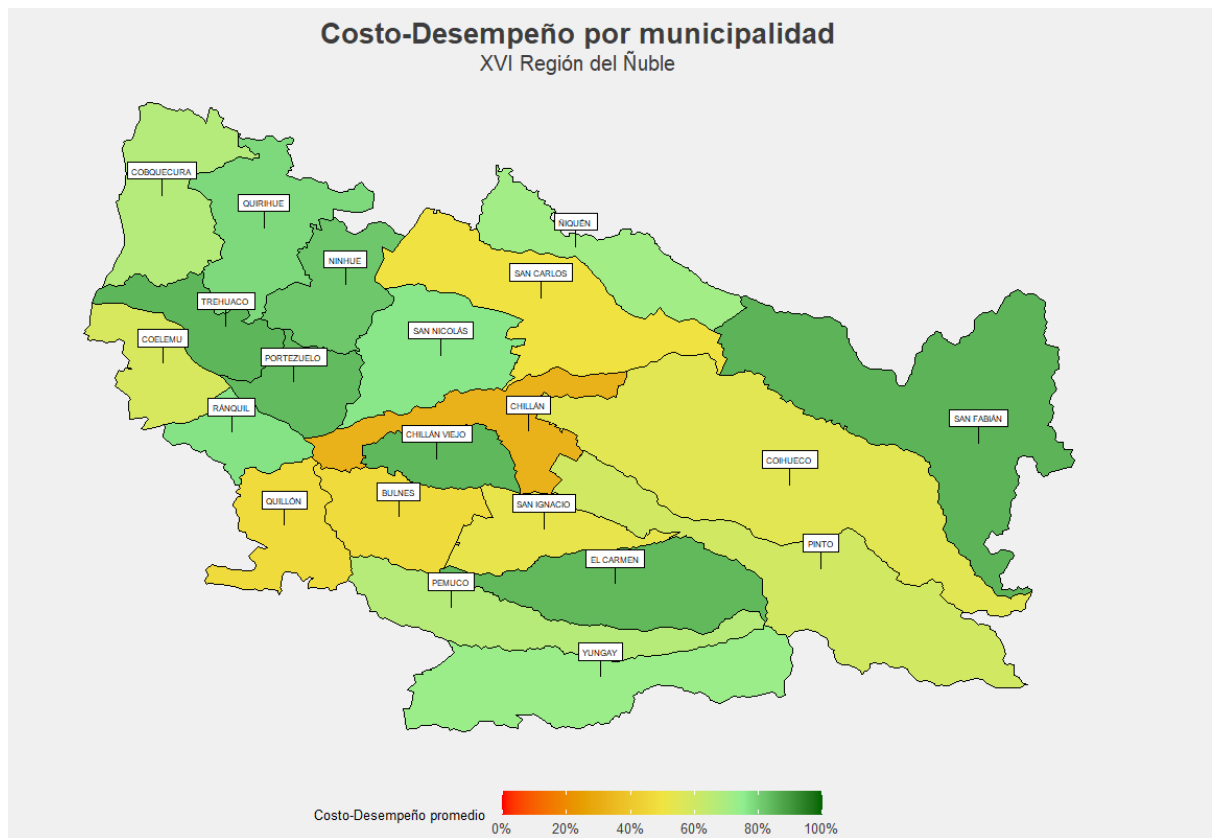 Costo-Desempeño por municipalidad
XVI Región del Ñuble
COBQUECURA
QUIRIHUE
ÑIQUÉN
NINHUE
SAN CARLOS
TREHUACO
SAN NICOLÁS
COELEMU
PORTEZUELO
RÁNQUIL
CHILLÁN
SAN FABIÁN
CHILLÁN VIEJO
COIHUECO
BULNES
QUILLÓN
SAN IGNACIO
PINTO
EL CARMEN
PEMUCO
YUNGAY
Costo-Desempeño promedio
0% 20% 40% 60% 80% 100%